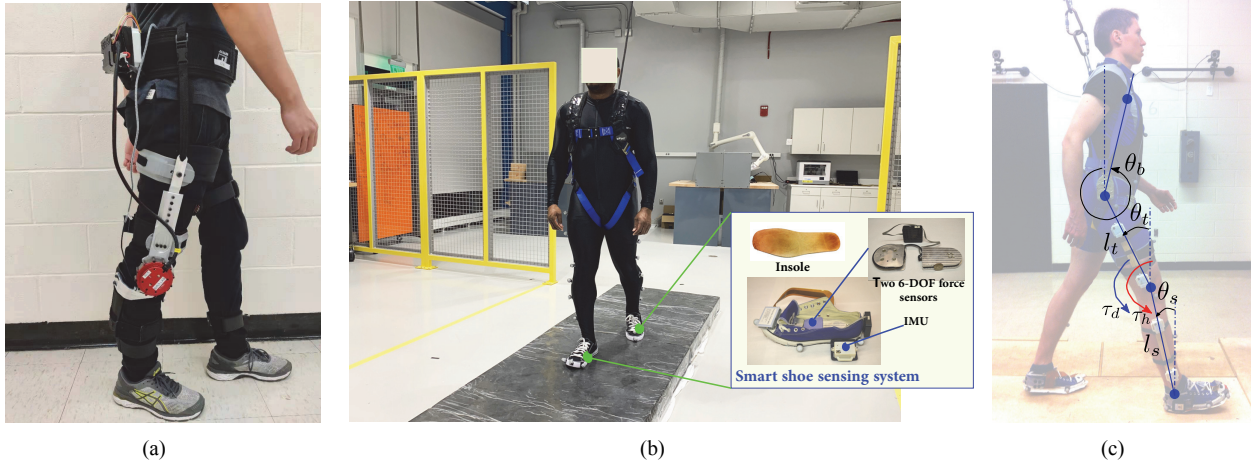 Insole
Two 6-DOF force
sensors
IMU
Smart shoe sensing system
θb
θt
lt
θs
τd
τh
ls
(a)
(b)
(c)